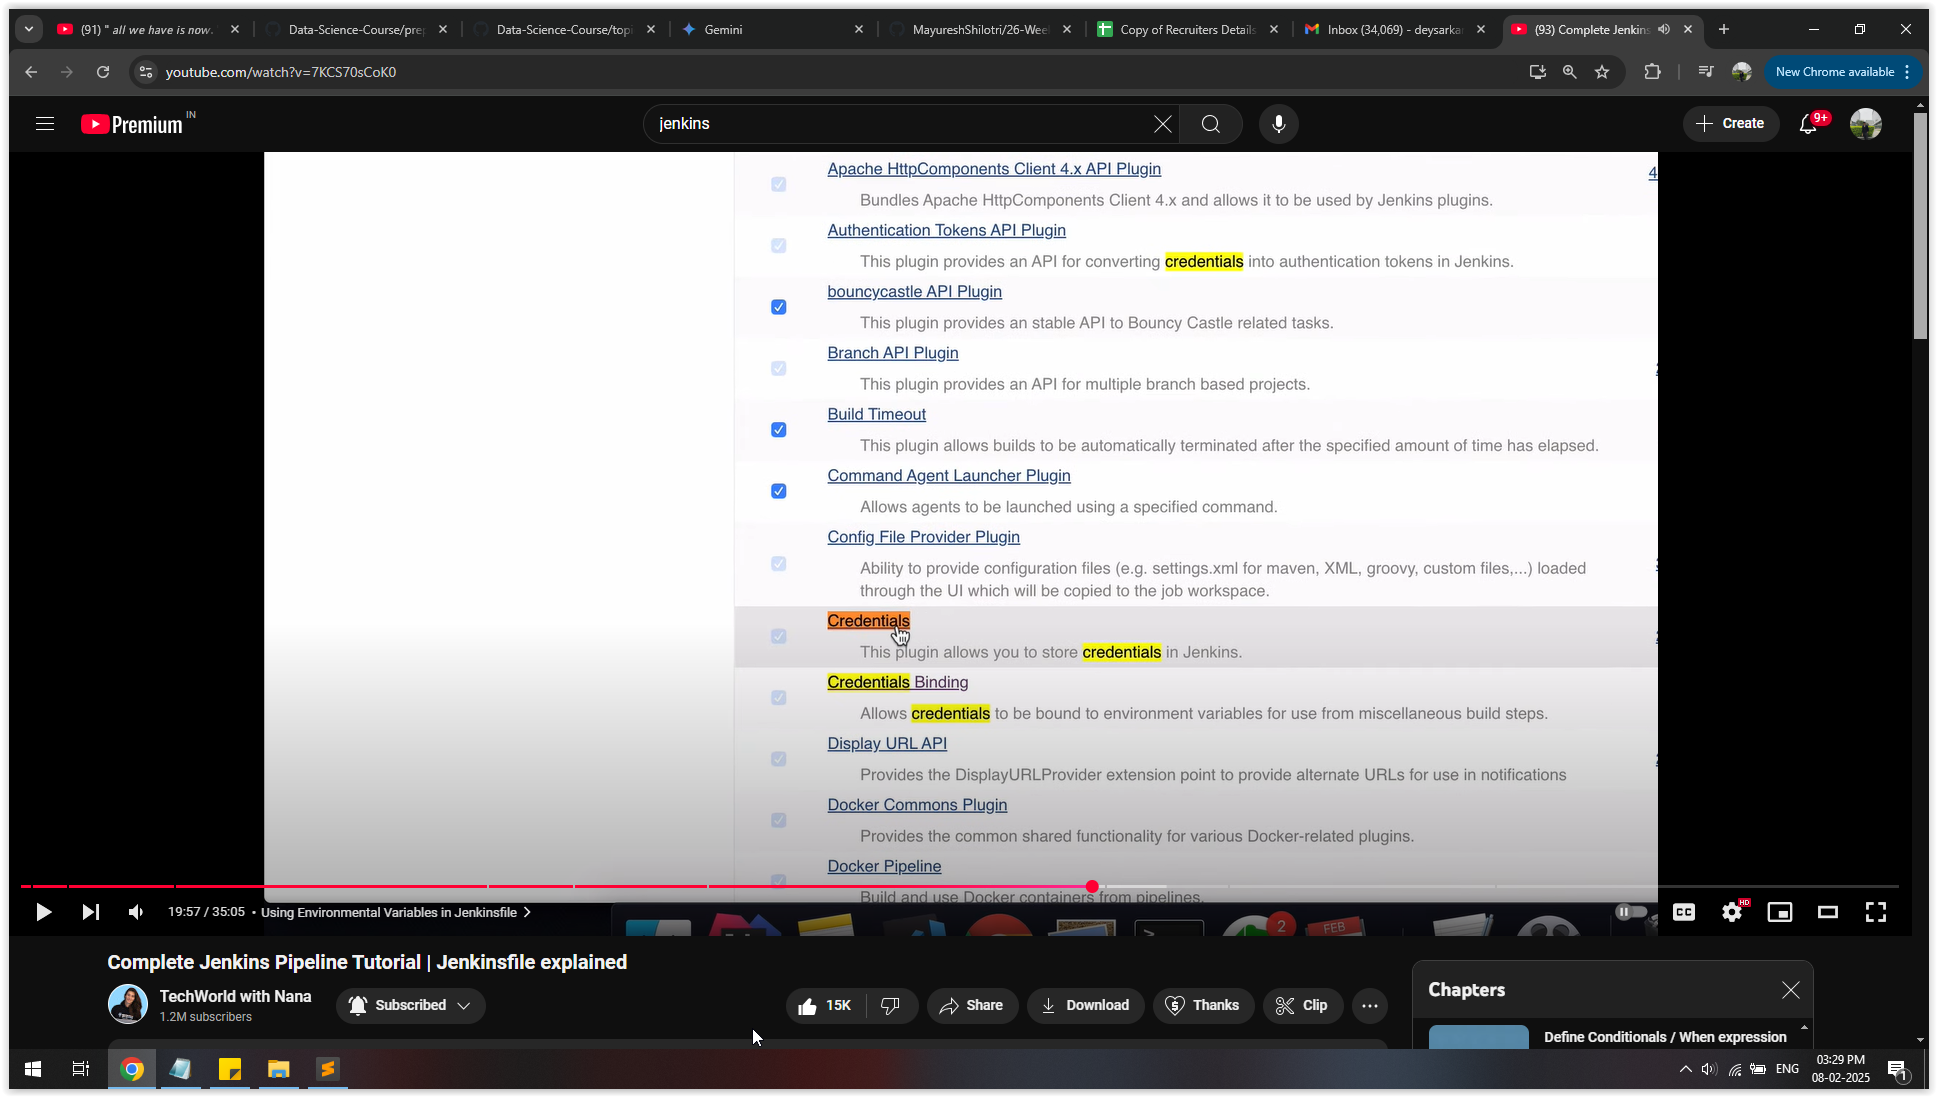 (91) " all we have is now.
Data-Science-Course/prep
Data-Science-Course/topi
Gemini
MayureshShilotri/26-Wee
Copy of Recruiters Details
Inbox (34,069) - deysarka
(93) Complete Jenkins
youtube.com/watch?v=7KCS70sCoK0
New Chrome available
Premium IN
jenkins
Create
9+
Apache HttpComponents Client 4.x API Plugin
4
Bundles Apache HttpComponents Client 4.x and allows it to be used by Jenkins plugins.
Authentication Tokens API Plugin
This plugin provides an API for converting credentials into authentication tokens in Jenkins.
bouncycastle API Plugin
This plugin provides an stable API to Bouncy Castle related tasks.
Branch API Plugin
This plugin provides an API for multiple branch based projects.
Build Timeout
This plugin allows builds to be automatically terminated after the specified amount of time has elapsed.
Command Agent Launcher Plugin
Allows agents to be launched using a specified command.
Config File Provider Plugin
Ability to provide configuration files (e.g. settings.xml for maven, XML, groovy, custom files,...) loaded
through the UI which will be copied to the job workspace.
Credentials
This plugin allows you to store credentials in Jenkins.
Credentials Binding
Allows credentials to be bound to environment variables for use from miscellaneous build steps.
Display URL API
Provides the DisplayURLProvider extension point to provide alternate URLs for use in notifications
Docker Commons Plugin
Provides the common shared functionality for various Docker-related plugins.
Docker Pipeline
Build and use Docker containers from pipelines.
19:57 / 35:05 • Using Environmental Variables in Jenkinsfile
2
FEB
CC
HD
Complete Jenkins Pipeline Tutorial | Jenkinsfile explained
TechWorld with Nana
1.2M subscribers
Subscribed
15K
Share
Download
Thanks
Clip
Chapters
Define Conditionals / When expression
ENG
03:29 PM
08-02-2025
1